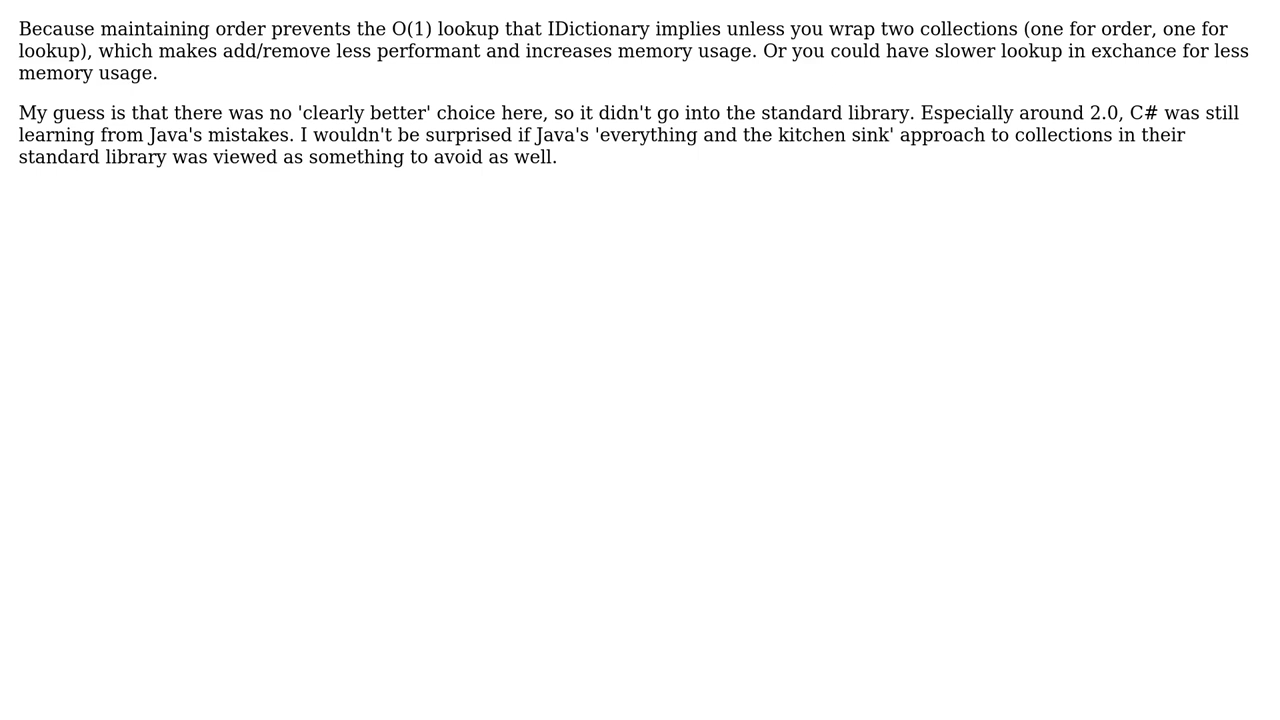 Because maintaining order prevents the O(1) lookup that IDictionary implies unless you wrap two collections (one for order, one for
lookup), which makes add/remove less performant and increases memory usage. Or you could have slower lookup in exchance for less
memory usage.
My guess is that there was no 'clearly better' choice here, so it didn't go into the standard library. Especially around 2.0, C# was still
learning from Java's mistakes. I wouldn't be surprised if Java's 'everything and the kitchen sink' approach to collections in their
standard library was viewed as something to avoid as well.